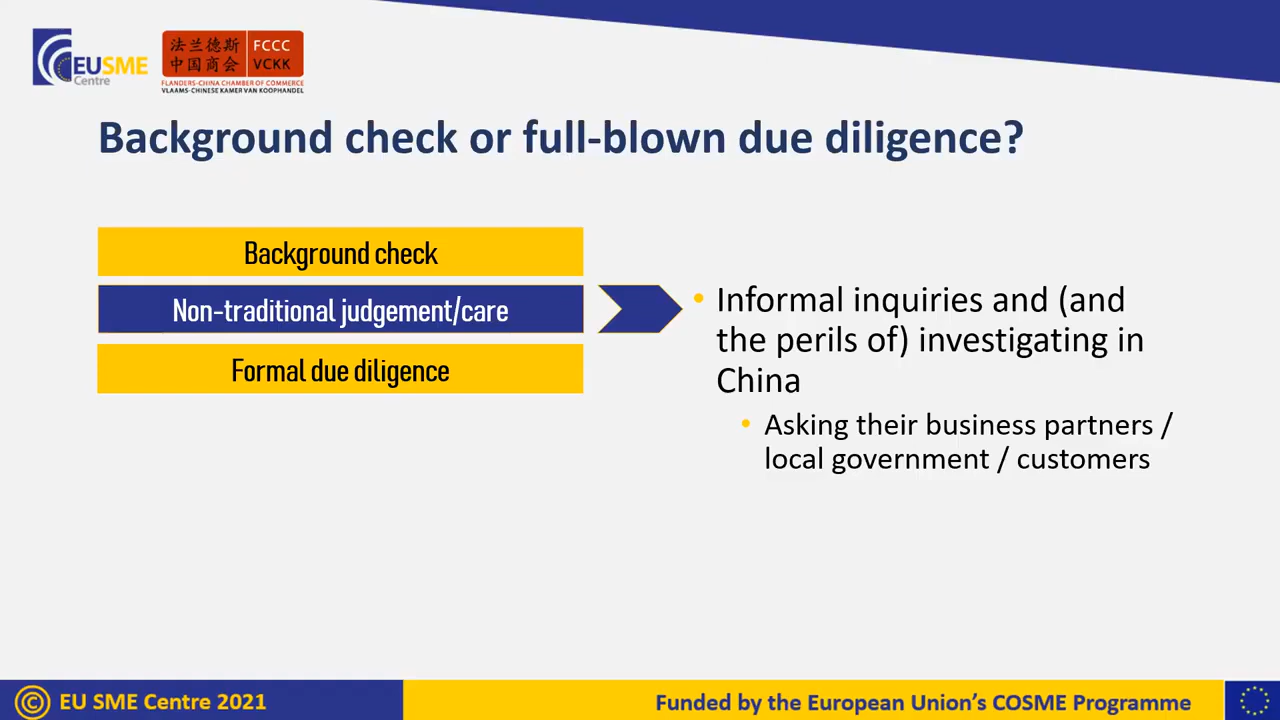 EUSME
Centre
法兰德斯
中国商会
FCCC
VCKK
FLANDERS-CHINA CHAMBER OF COMMERCE
VLAAMS-CHINESE KAMER VAN KOOPHANDEL
Background check or full-blown due diligence?
Background check
Non-traditional judgement/care
Formal due diligence
• Informal inquiries and (and
the perils of) investigating in
China
• Asking their business partners /
local government / customers
© EU SME Centre 2021
Funded by the European Union’s COSME Programme